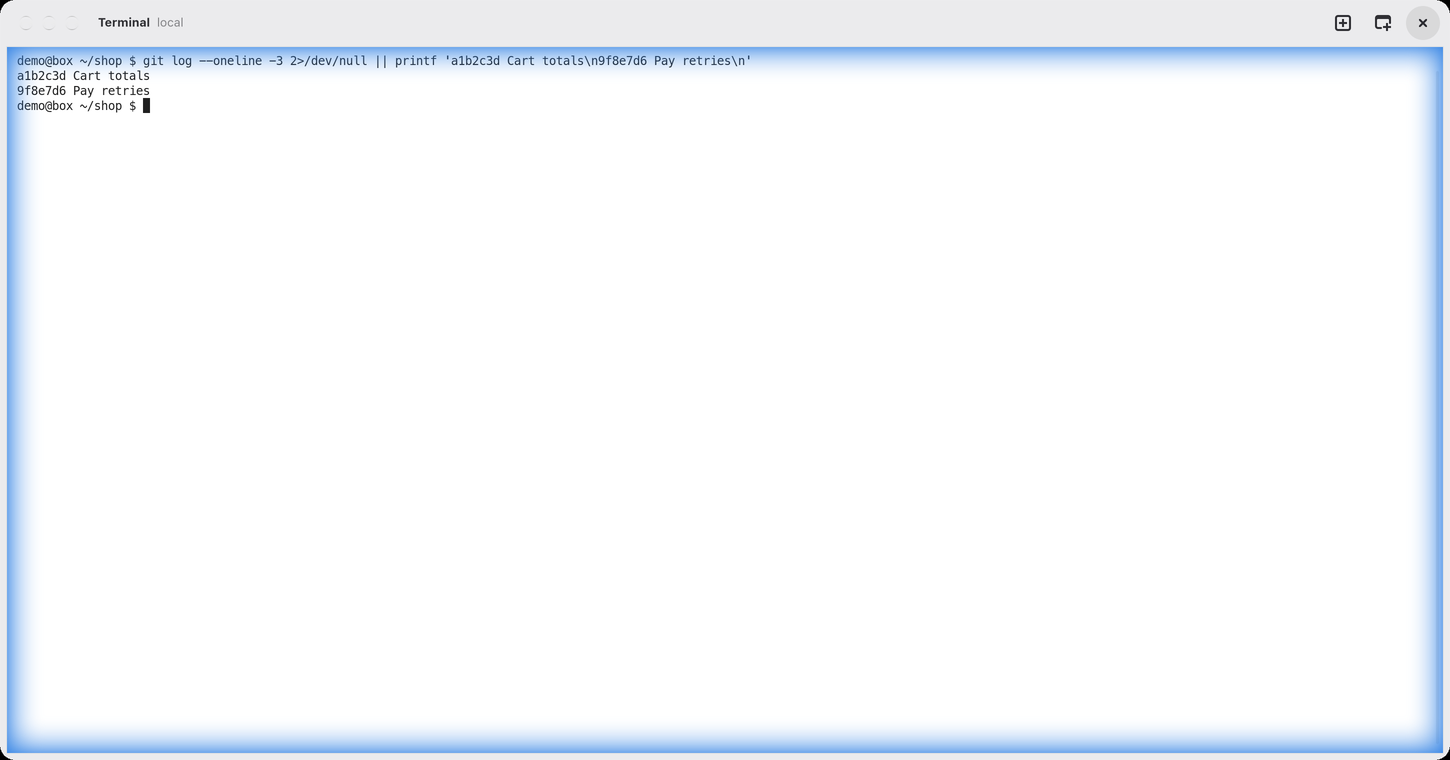 Terminal local
demo@box ~/shop $ git log --oneline -3 2>/dev/null || printf 'a1b2c3d Cart totals\n9f8e7d6 Pay retries\n'
a1b2c3d Cart totals
9f8e7d6 Pay retries
demo@box ~/shop $